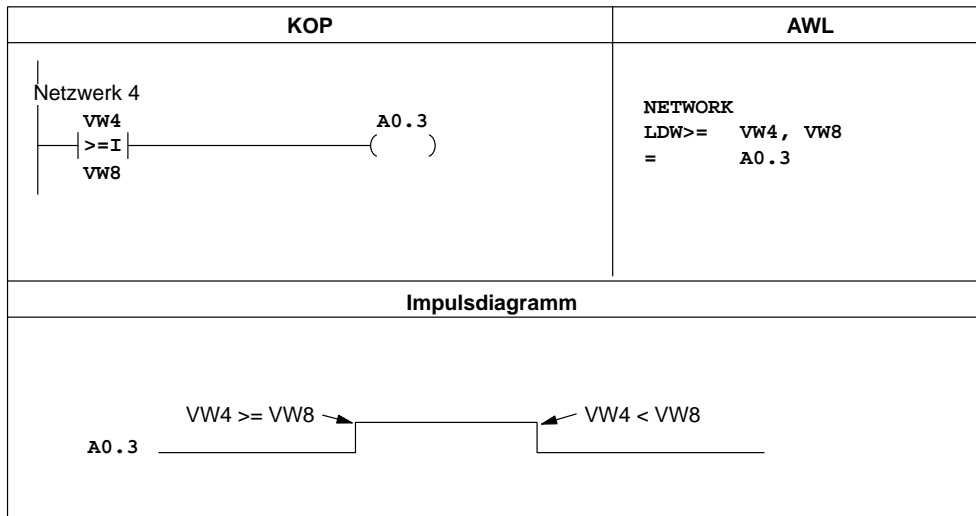 KOP
AWL
Netzwerk 4
VW4
>=I
VW8
A0.3
NETWORK
LDW>= VW4, VW8
= A0.3
Impulsdiagramm
VW4 >= VW8
VW4 < VW8
A0.3